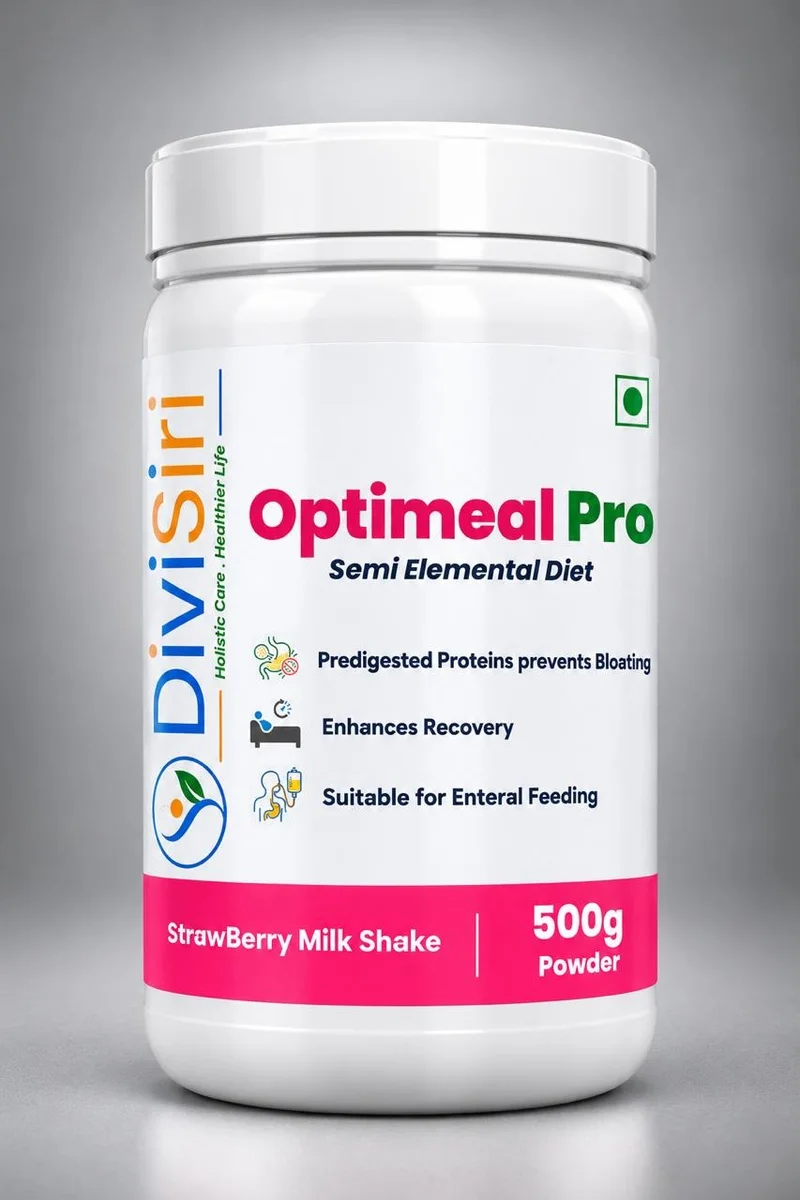 DiviSiri
Holistic Care . Healthier Life
Optimeal Pro
Semi Elemental Diet
Predigested Proteins prevents Bloating
Enhances Recovery
Suitable for Enteral Feeding
StrawBerry Milk Shake
500g
Powder